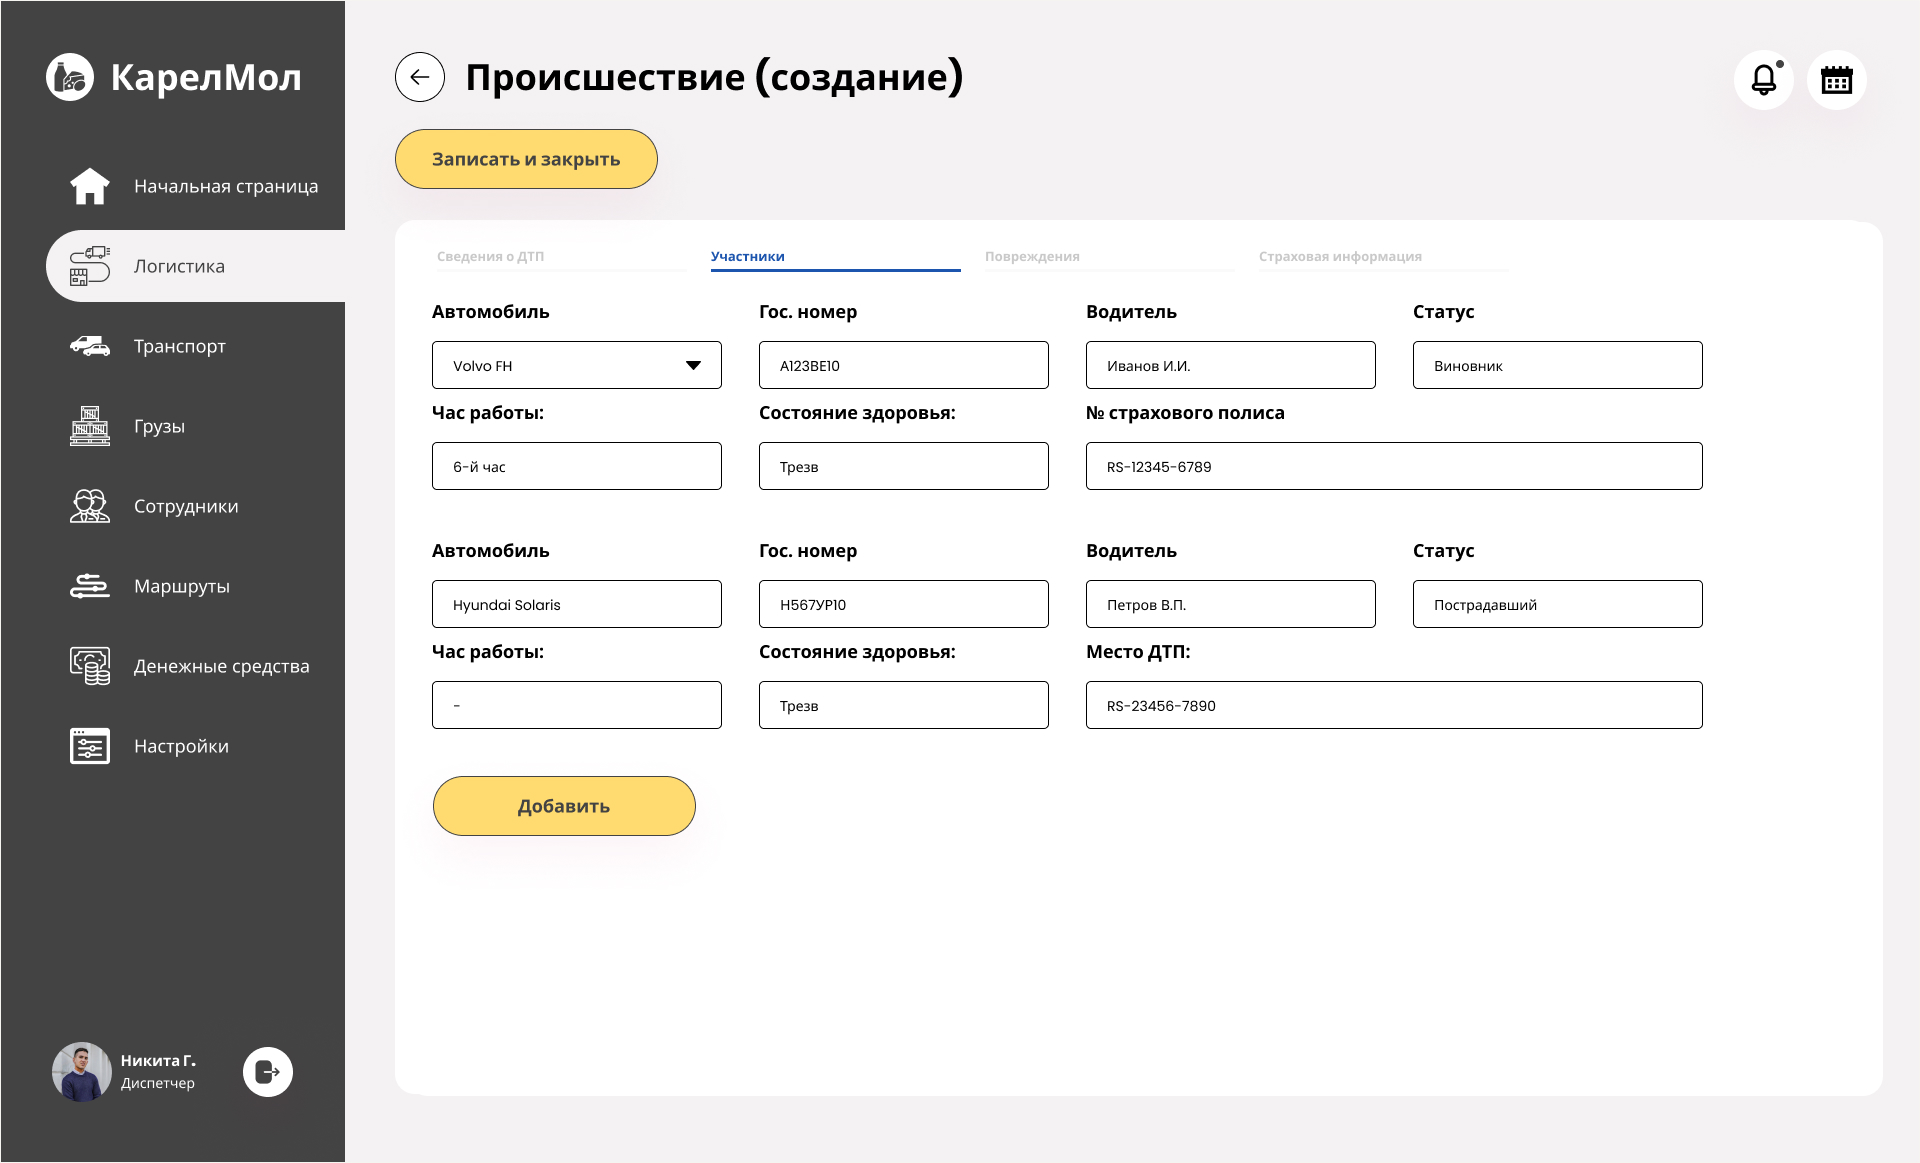 КарелМол
Начальная страница
Логистика
Транспорт
Грузы
Сотрудники
Маршруты
Денежные средства
Настройки
Никита Г.
Диспетчер
Происшествие (создание)
Записать и закрыть
Сведения о ДТП Участники Повреждения Страховая информация
Автомобиль Гос. номер Водитель Статус
Volvo FH А123ВЕ10 Иванов И.И. Виновник
Час работы: Состояние здоровья: № страхового полиса
6-й час Трезв RS-12345-6789
Автомобиль Гос. номер Водитель Статус
Hyundai Solaris Н567УР10 Петров В.П. Пострадавший
Час работы: Состояние здоровья: Место ДТП:
- Трезв RS-23456-7890
Добавить